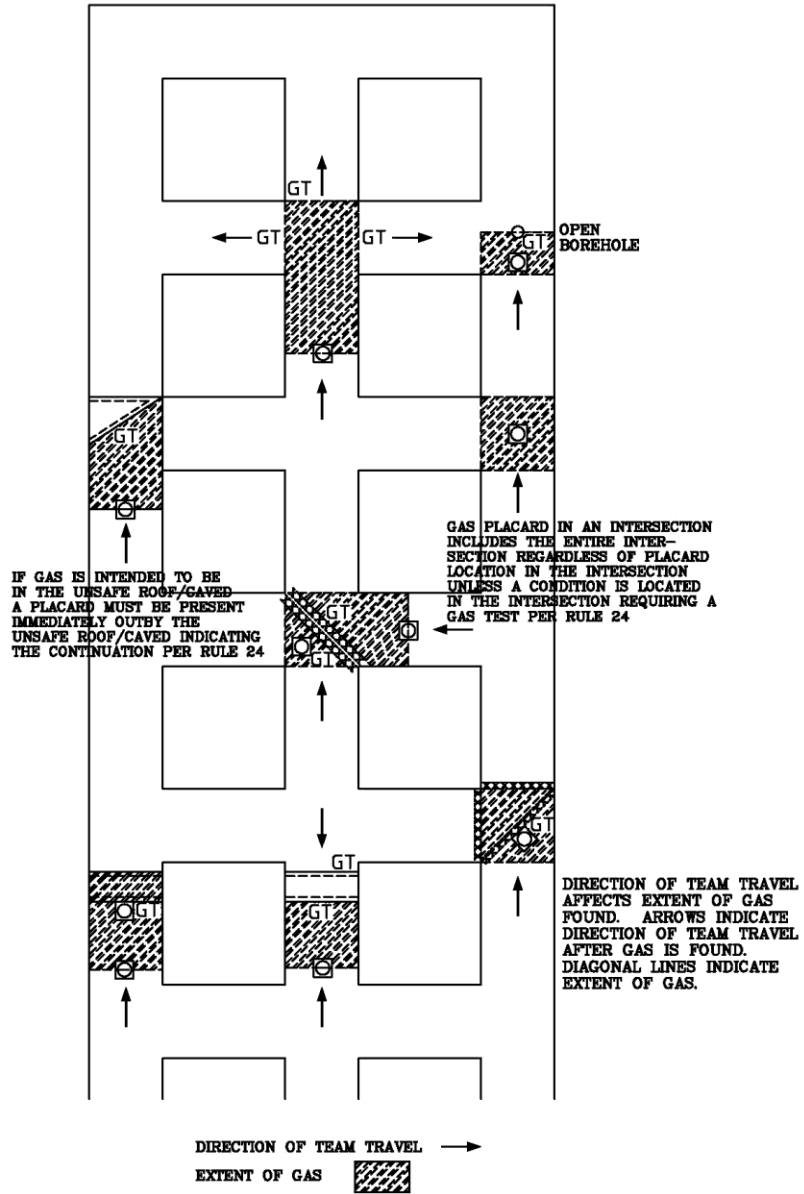 GT
GT
GT
GT
OPEN
BOREHOLE
GT
GAS PLACARD IN AN INTERSECTION
INCLUDES THE ENTIRE INTER-
SECTION REGARDLESS OF PLACARD
LOCATION IN THE INTERSECTION
UNLESS A CONDITION IS LOCATED
IN THE INTERSECTION REQUIRING A
GAS TEST PER RULE 24
IF GAS IS INTENDED TO BE
IN THE UNSAFE ROOF/CAVED
A PLACARD MUST BE PRESENT
IMMEDIATELY OUTBY THE
UNSAFE ROOF/CAVED INDICATING
THE CONTINUATION PER RULE 24
GT
GT
GT
GT
GT
GT
DIRECTION OF TEAM TRAVEL
AFFECTS EXTENT OF GAS
FOUND. ARROWS INDICATE
DIRECTION OF TEAM TRAVEL
AFTER GAS IS FOUND.
DIAGONAL LINES INDICATE
EXTENT OF GAS.
DIRECTION OF TEAM TRAVEL
EXTENT OF GAS